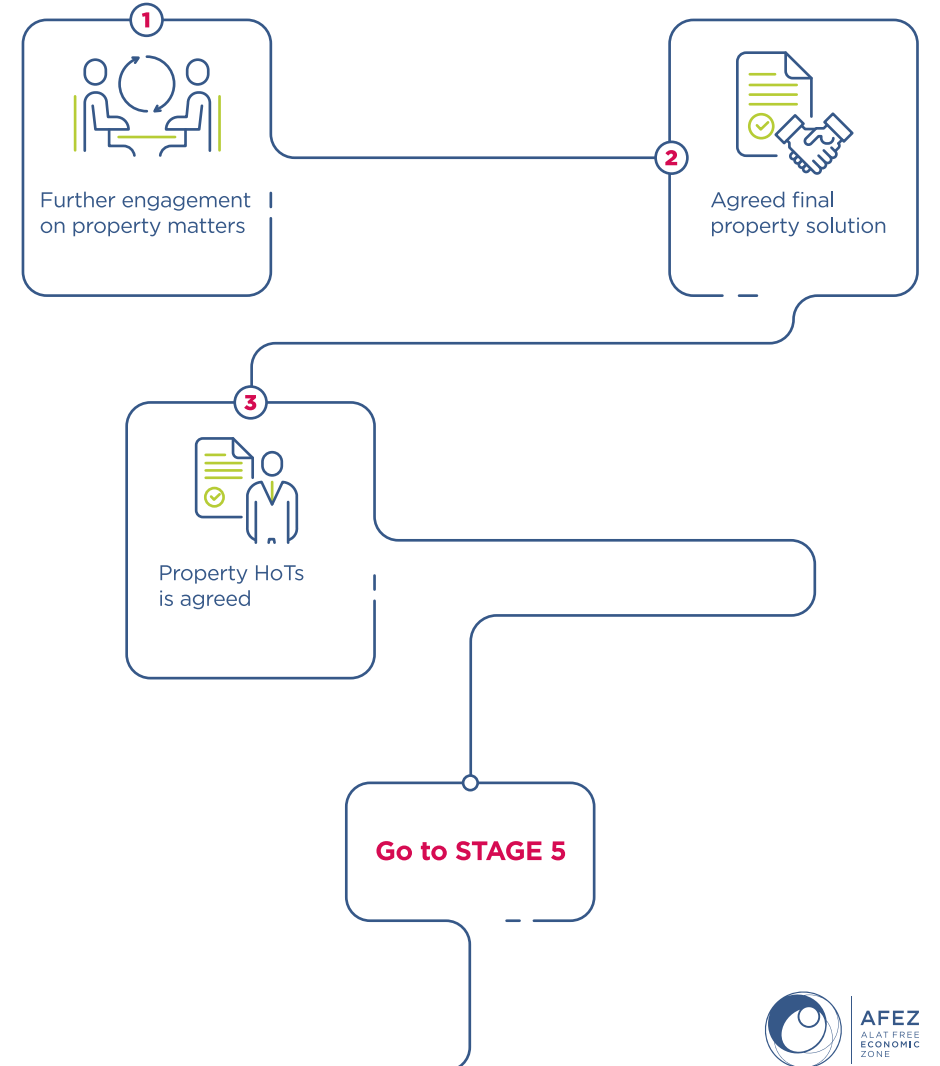 1
Further engagement
on property matters
2
Agreed final
property solution
3
Property HoTs
is agreed
Go to STAGE 5
AFEZ
ALAT FREE
ECONOMIC
ZONE